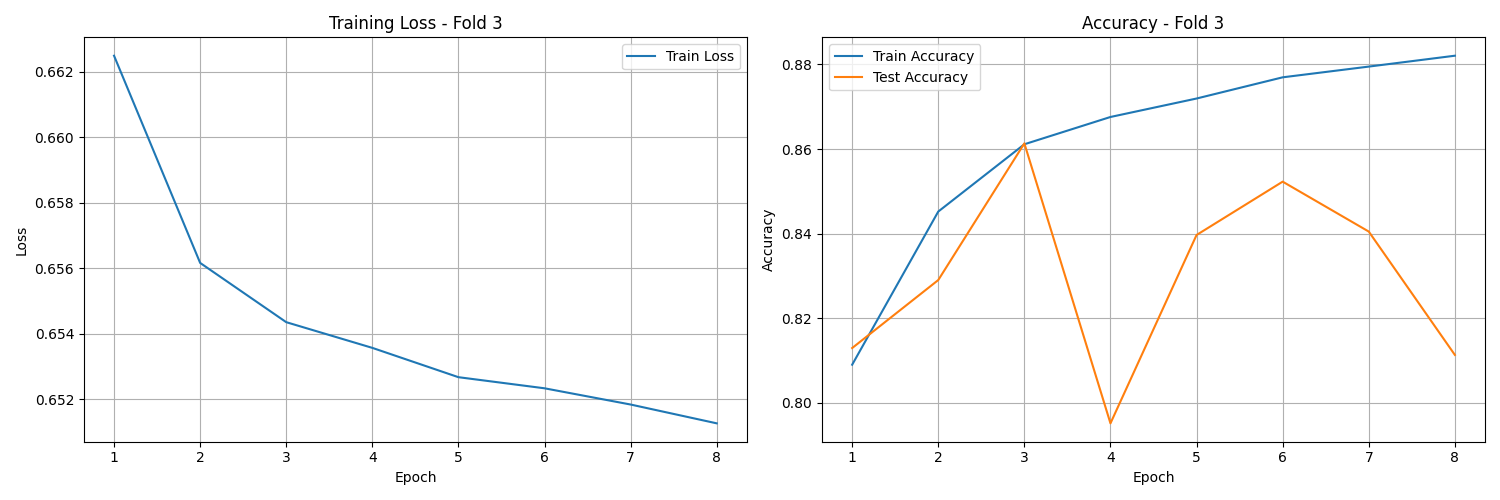 Training Loss - Fold 3
Train Loss
0.662
0.660
0.658
0.656
0.654
0.652
Loss
1 2 3 4 5 6 7 8
Epoch
Accuracy - Fold 3
Train Accuracy
Test Accuracy
0.88
0.86
0.84
0.82
0.80
Accuracy
1 2 3 4 5 6 7 8
Epoch